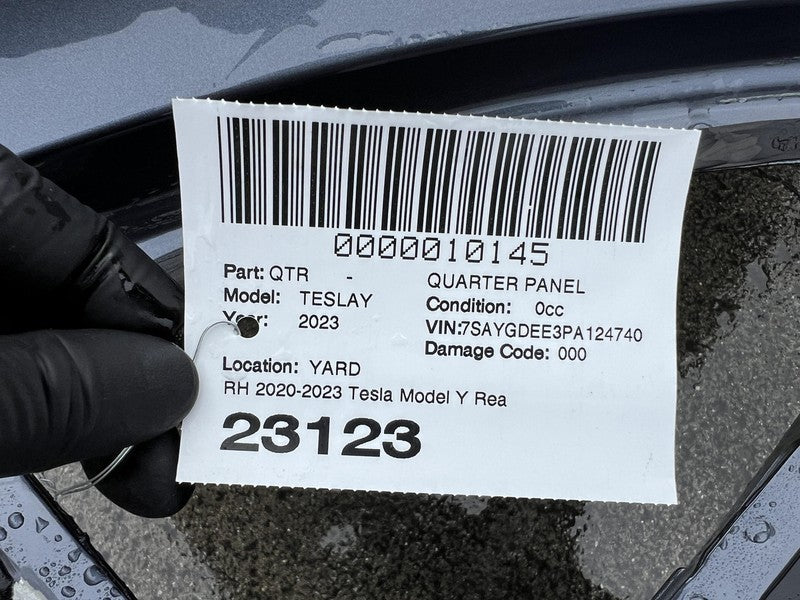 0000010145
Part: QTR -
QUARTER PANEL
Model: TESLAY
Condition: 0cc
Year: 2023
VIN:7SAYGDEE3PA124740
Damage Code: 000
Location: YARD
RH 2020-2023 Tesla Model Y Rea
23123